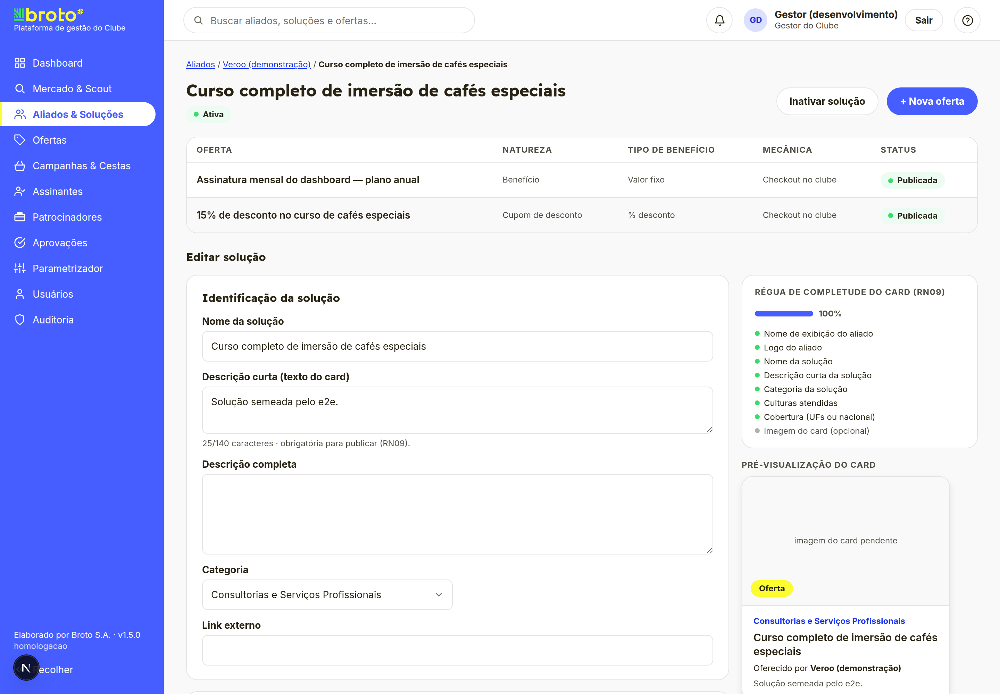 broto
Plataforma de gestão do Clube
Dashboard
Mercado & Scout
Aliados & Soluções
Ofertas
Campanhas & Cestas
Assinantes
Patrocinadores
Aprovações
Parametrizador
Usuários
Auditoria
Elaborado por Broto S.A. · v1.5.0
homologacao
N
Recolher
Buscar aliados, soluções e ofertas...
GD
Gestor (desenvolvimento)
Gestor do Clube
Sair
Aliados / Veroo (demonstração) / Curso completo de imersão de cafés especiais
Curso completo de imersão de cafés especiais
Ativa
Inativar solução
+ Nova oferta
OFERTA NATUREZA TIPO DE BENEFÍCIO MECÂNICA STATUS
Assinatura mensal do dashboard — plano anual Benefício Valor fixo Checkout no clube Publicada
15% de desconto no curso de cafés especiais Cupom de desconto % desconto Checkout no clube Publicada
Editar solução
Identificação da solução
Nome da solução
Curso completo de imersão de cafés especiais
Descrição curta (texto do card)
Solução semeada pelo e2e.
25/140 caracteres · obrigatória para publicar (RN09).
Descrição completa
Categoria
Consultorias e Serviços Profissionais
Link externo
RÉGUA DE COMPLETUDE DO CARD (RN09)
100%
Nome de exibição do aliado
Logo do aliado
Nome da solução
Descrição curta da solução
Categoria da solução
Culturas atendidas
Cobertura (UFs ou nacional)
Imagem do card (opcional)
PRÉ-VISUALIZAÇÃO DO CARD
imagem do card pendente
Oferta
Consultorias e Serviços Profissionais
Curso completo de imersão de cafés
especiais
Oferecido por Veroo (demonstração)
Solução semeada pelo e2e.